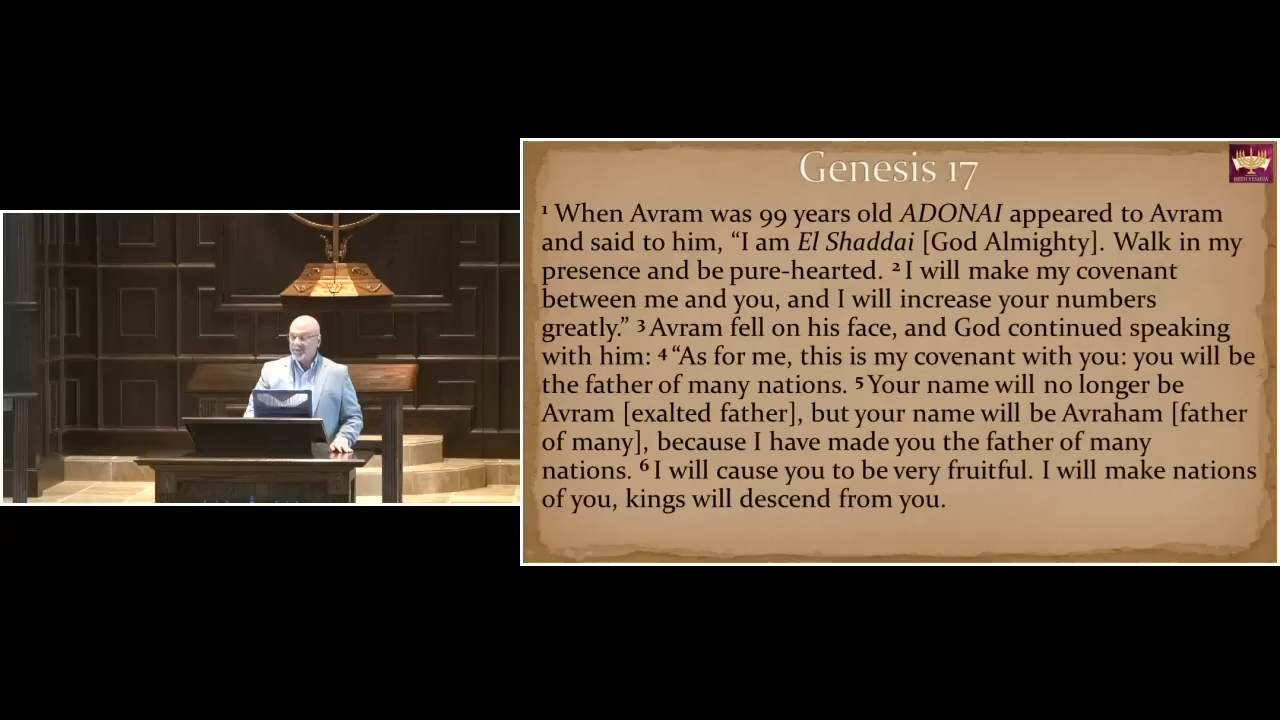 Genesis 17
¹ When Avram was 99 years old ADONAI appeared to Avram
and said to him, “I am El Shaddai [God Almighty]. Walk in my
presence and be pure-hearted. ² I will make my covenant
between me and you, and I will increase your numbers
greatly.” ³ Avram fell on his face, and God continued speaking
with him: ⁴ “As for me, this is my covenant with you: you will be
the father of many nations. ⁵ Your name will no longer be
Avram [exalted father], but your name will be Avraham [father
of many], because I have made you the father of many
nations. ⁶ I will cause you to be very fruitful. I will make nations
of you, kings will descend from you.